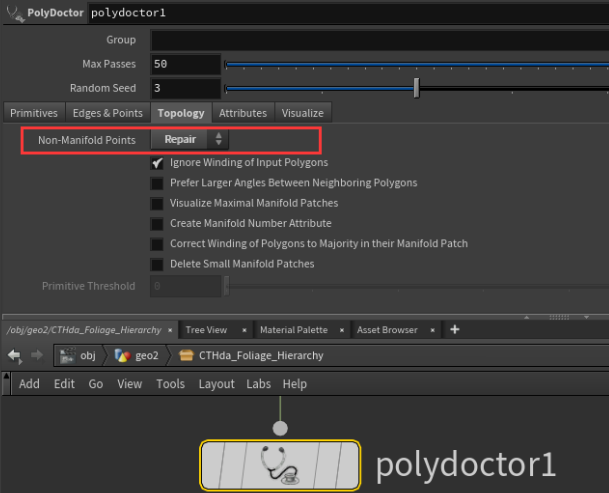 PolyDoctor polydoctor1
Group
Max Passes 50
Random Seed 3
Primitives Edges & Points Topology Attributes Visualize
Non-Manifold Points Repair
Ignore Winding of Input Polygons
Prefer Larger Angles Between Neighboring Polygons
Visualize Maximal Manifold Patches
Create Manifold Number Attribute
Correct Winding of Polygons to Majority in their Manifold Patch
Delete Small Manifold Patches
Primitive Threshold 8
/obj/geo2/CTHda_Foliage_Hierarchy × Tree View × Material Palette × Asset Browser × +
obj geo2 CTHda_Foliage_Hierarchy
Add Edit Go View Tools Layout Labs Help
polydoctor1